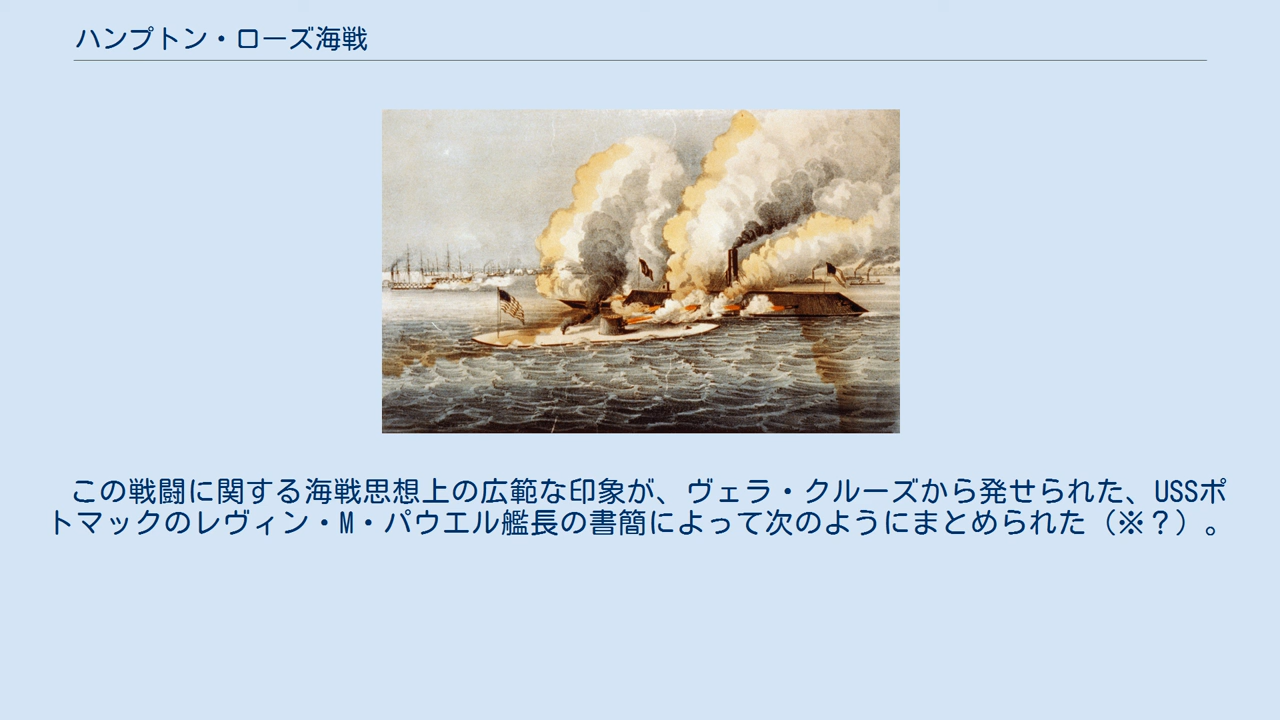 ハンプトン・ローズ海戦
この戦闘に関する海戦思想上の広範な印象が、ヴェラ・クルーズから発せられた、USSポ
トマックのレヴィン・M・パウエル艦長の書簡によって次のようにまとめられた（※？）。